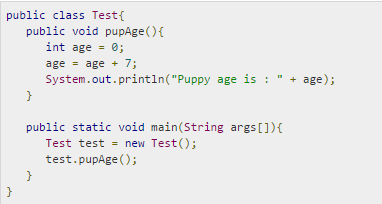 public class Test{
   public void pupAge(){
      int age = 0;
      age = age + 7;
      System.out.println("Puppy age is : " + age);
   }

   public static void main(String args[]){
      Test test = new Test();
      test.pupAge();
   }
}